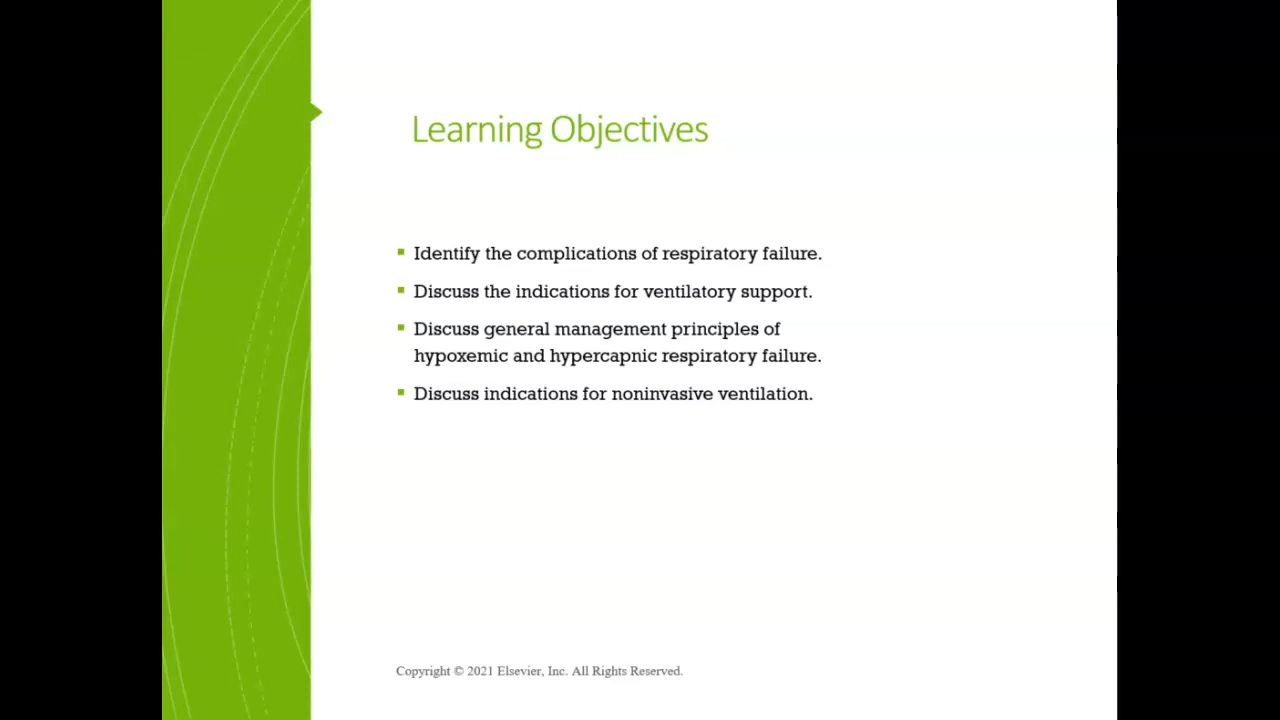 Learning Objectives
Identify the complications of respiratory failure.
Discuss the indications for ventilatory support.
Discuss general management principles of
hypoxemic and hypercapnic respiratory failure.
Discuss indications for noninvasive ventilation.
Copyright © 2021 Elsevier, Inc. All Rights Reserved.